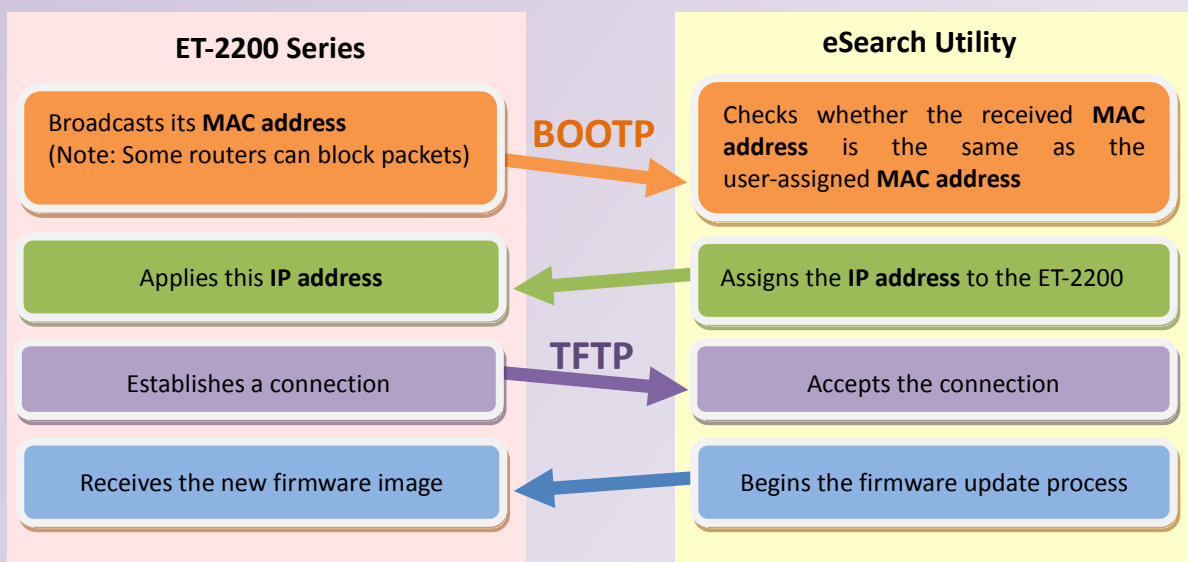 ET-2200 Series
eSearch Utility
Broadcasts its MAC address
(Note: Some routers can block packets)
BOOTP
Checks whether the received MAC
address is the same as the
user-assigned MAC address
Applies this IP address
Assigns the IP address to the ET-2200
TFTP
Establishes a connection
Accepts the connection
Receives the new firmware image
Begins the firmware update process